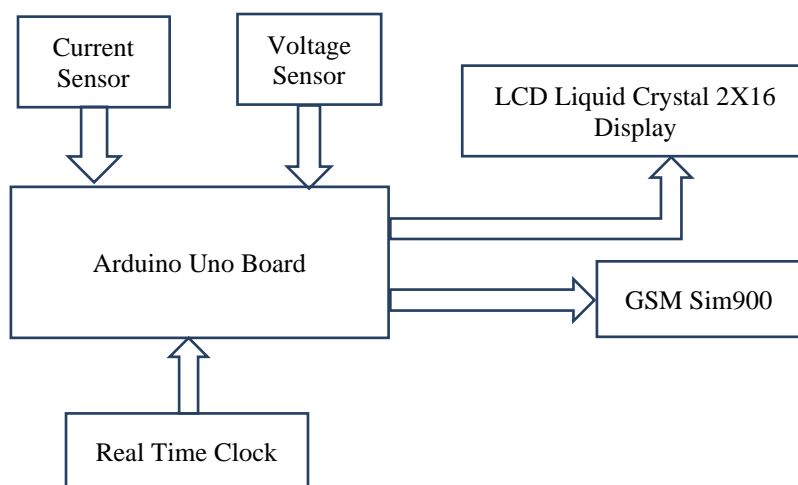 Current
Sensor
Voltage
Sensor
LCD Liquid Crystal 2X16
Display
Arduino Uno Board
GSM Sim900
Real Time Clock